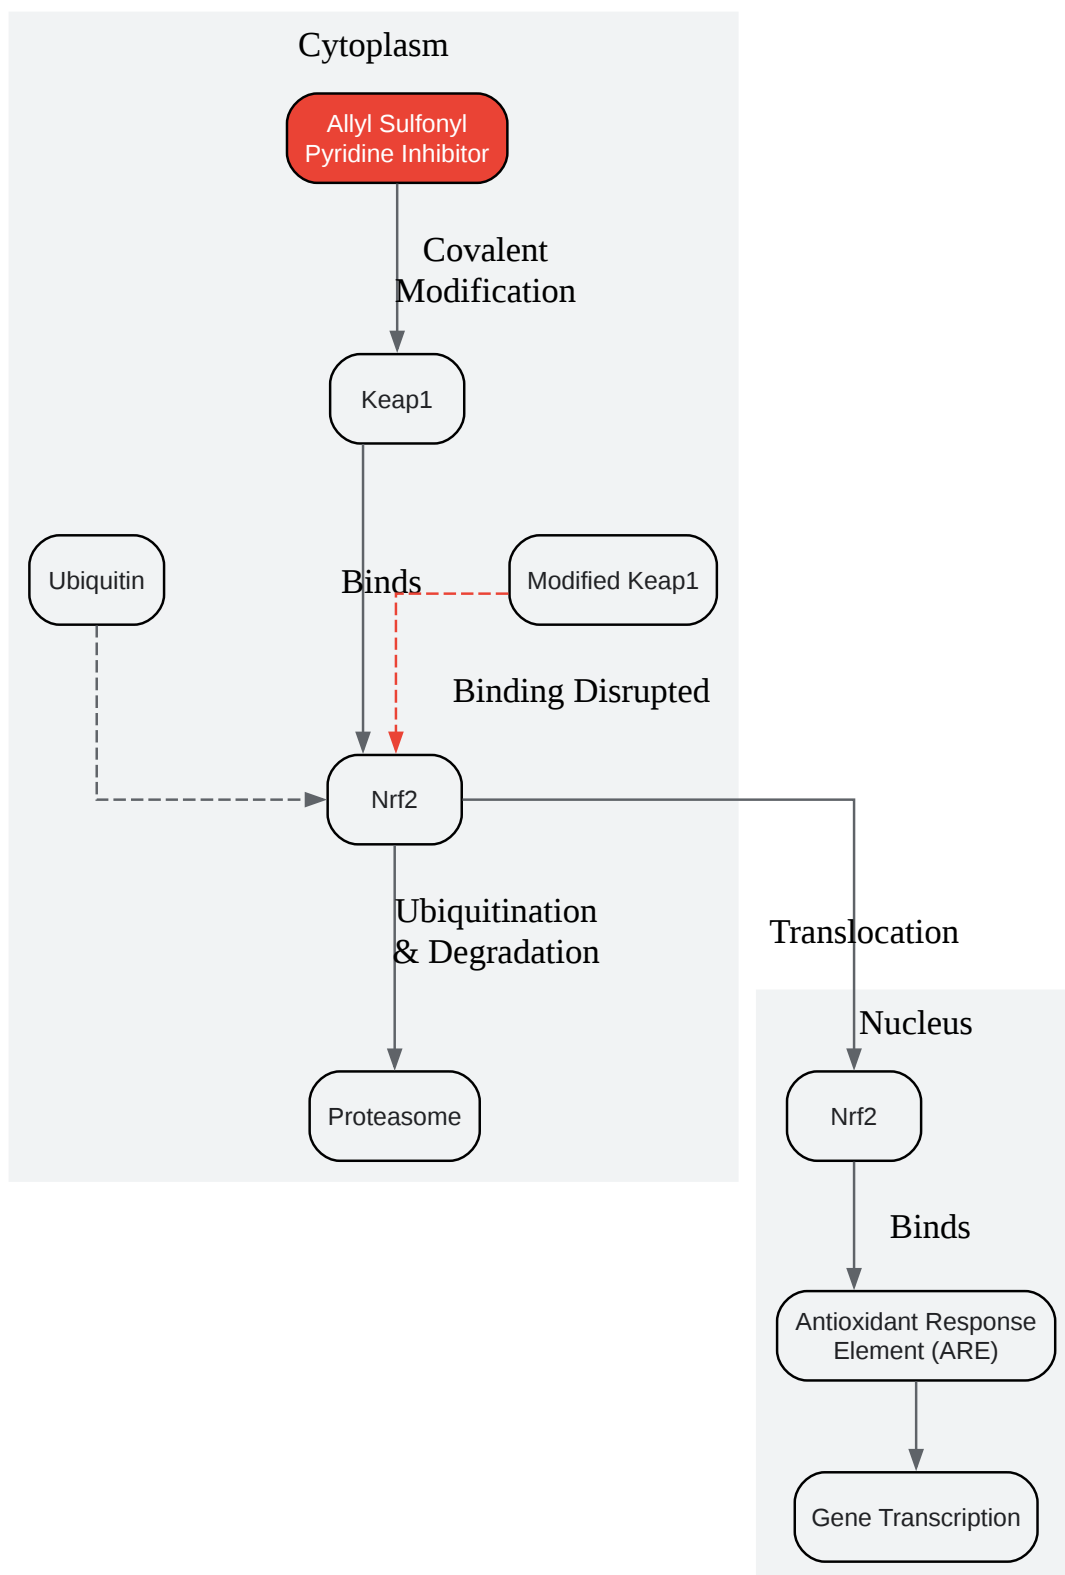 Cytoplasm
Allyl Sulfonyl
Pyridine Inhibitor
Covalent
Modification
Keap1
Ubiquitin
Binds
Modified Keap1
Binding Disrupted
Nrf2
Ubiquitination
& Degradation
Translocation
Nucleus
Proteasome
Nrf2
Binds
Antioxidant Response
Element (ARE)
Gene Transcription